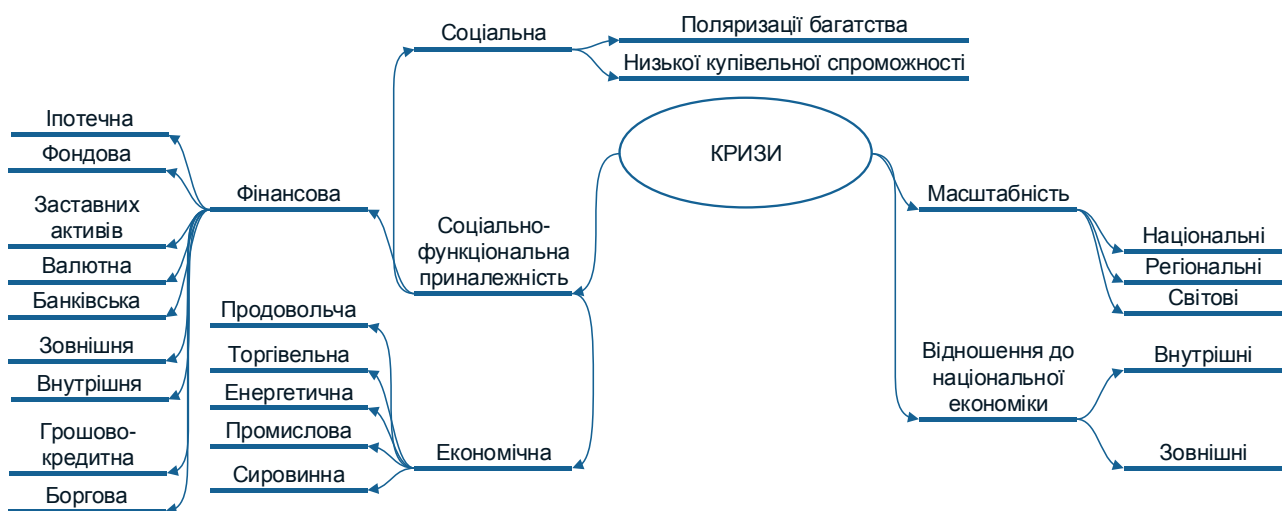 Соціальна
Поляризації багатства
Низької купівельної спроможності
КРИЗИ
Іпотечна
Фондова
Заставних
активів
Валютна
Банківська
Зовнішня
Внутрішня
Грошово-
кредитна
Боргова
Фінансова
Соціально-
функціональна
приналежність
Продовольча
Торгівельна
Енергетична
Промислова
Сировинна
Економічна
Масштабність
Національні
Регіональні
Світові
Відношення до
національної
економіки
Внутрішні
Зовнішні